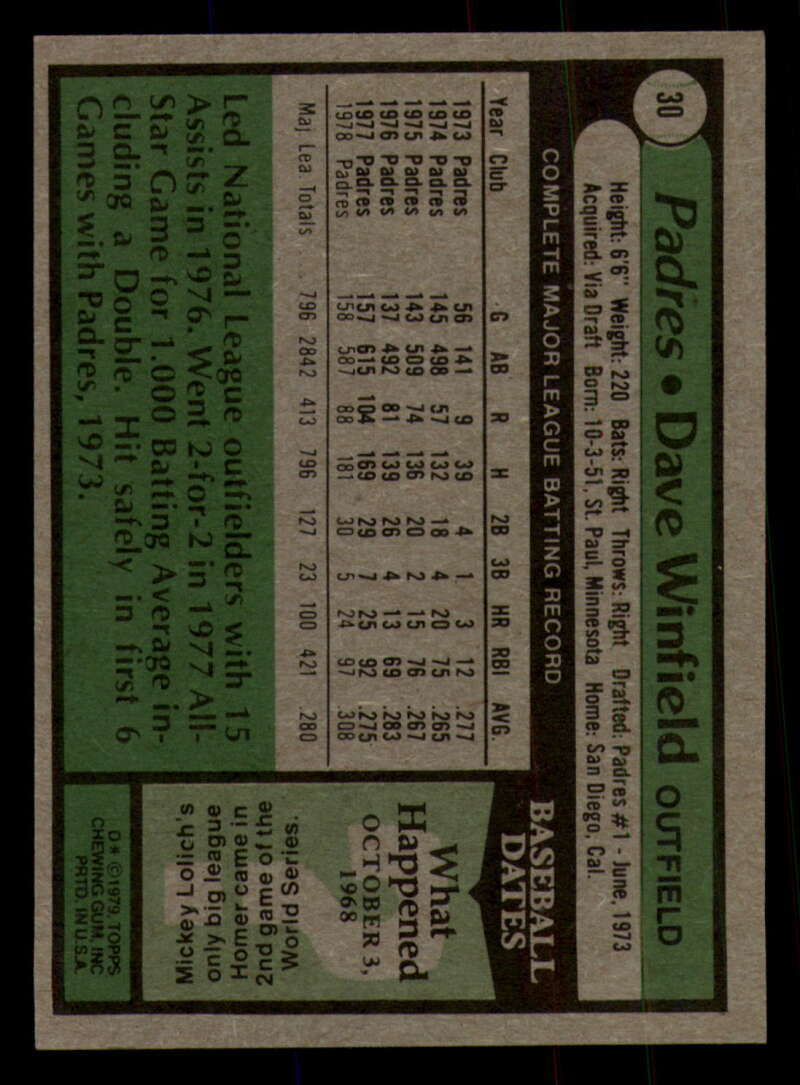 30
Padres • Dave Winfield OUTFIELD
Height: 6'6" Weight: 220 Bats: Right Throws: Right Drafted: Padres #1 - June, 1973
Acquired: Via Draft Born: 10-3-51, St. Paul, Minnesota Home: San Diego, Cal.
COMPLETE MAJOR LEAGUE BATTING RECORD
Year Club G AB R H 2B 3B HR RBI AVG.
1973 Padres 56 141 9 39 4 1 3 12 .277
1974 Padres 145 498 57 132 18 4 20 75 .265
1975 Padres 143 509 74 136 20 2 15 76 .267
1976 Padres 137 492 81 139 26 4 13 69 .283
1977 Padres 157 615 104 169 29 7 25 92 .275
1978 Padres 158 587 88 181 30 5 24 97 .308
Maj Lea Totals 796 2842 413 796 127 23 100 421 .280
Led National League outfielders with 15
Assists in 1976. Went 2-for-2 in 1977 All-
Star Game for 1.000 Batting Average in-
cluding a Double. Hit safely in first 6
Games with Padres, 1973.
BASEBALL
DATES
What
Happened
OCTOBER 3,
1968
Mickey Lolich's
only big league
Homer came in
2nd game of the
World Series.
D* ©1979, TOPPS
CHEWING GUM, INC
PRTD. IN U.S.A.